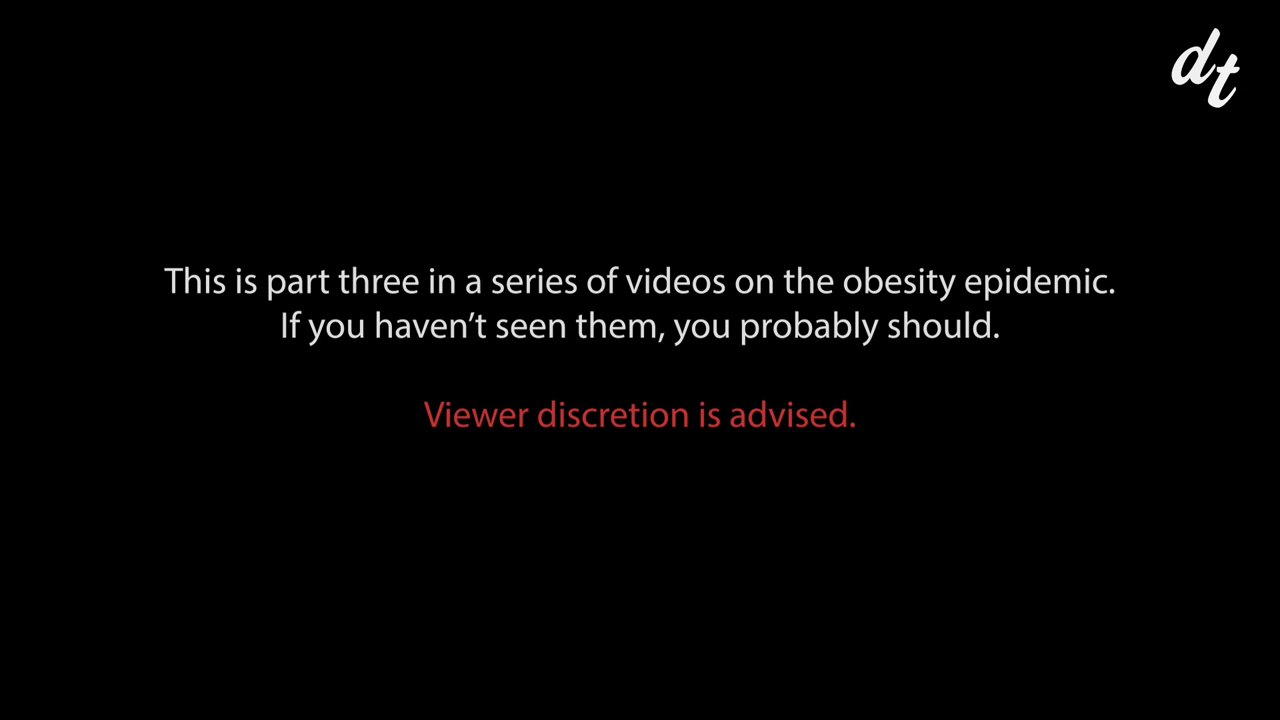 dt
This is part three in a series of videos on the obesity epidemic.
If you haven’t seen them, you probably should.
Viewer discretion is advised.